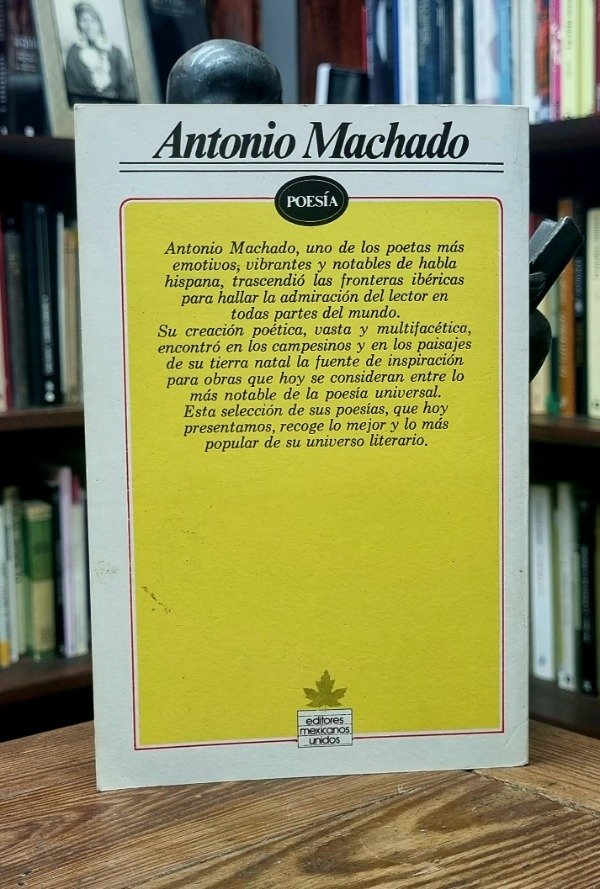 Antonio Machado
POESÍA
Antonio Machado, uno de los poetas más
emotivos, vibrantes y notables de habla
hispana, trascendió las fronteras ibéricas
para hallar la admiración del lector en
todas partes del mundo.
Su creación poética, vasta y multifacética,
encontró en los campesinos y en los paisajes
de su tierra natal la fuente de inspiración
para obras que hoy se consideran entre lo
más notable de la poesía universal.
Esta selección de sus poesías, que hoy
presentamos, recoge lo mejor y lo más
popular de su universo literario.
editores
mexicanos
unidos